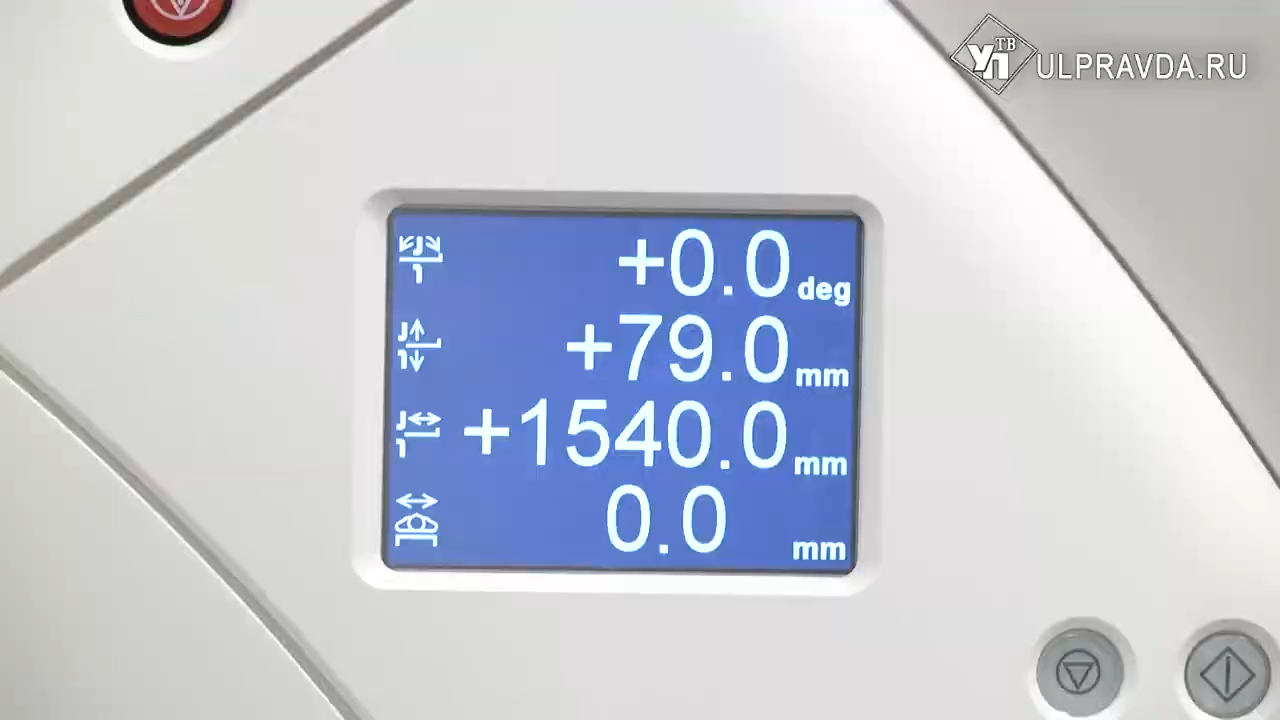 УП ТВ
ULPRAVDA.RU
+0.0 deg
+79.0 mm
+1540.0 mm
0.0 mm